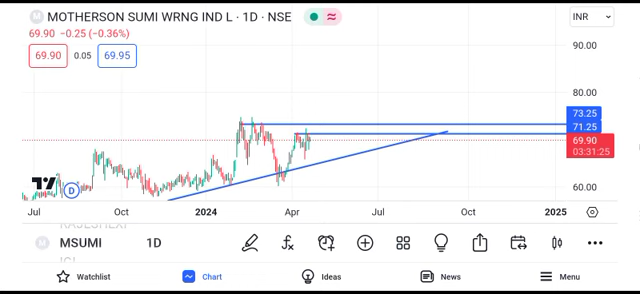 M MOTHERSON SUMI WRNG IND L · 1D · NSE
INR
69.90 −0.25 (−0.36%)
69.90 0.05 69.95
90.00
80.00
73.25
71.25
69.90
03:31:25
60.00
D
Jul Oct 2024 Apr Jul Oct 2025
M MSUMI 1D
Watchlist Chart Ideas News Menu